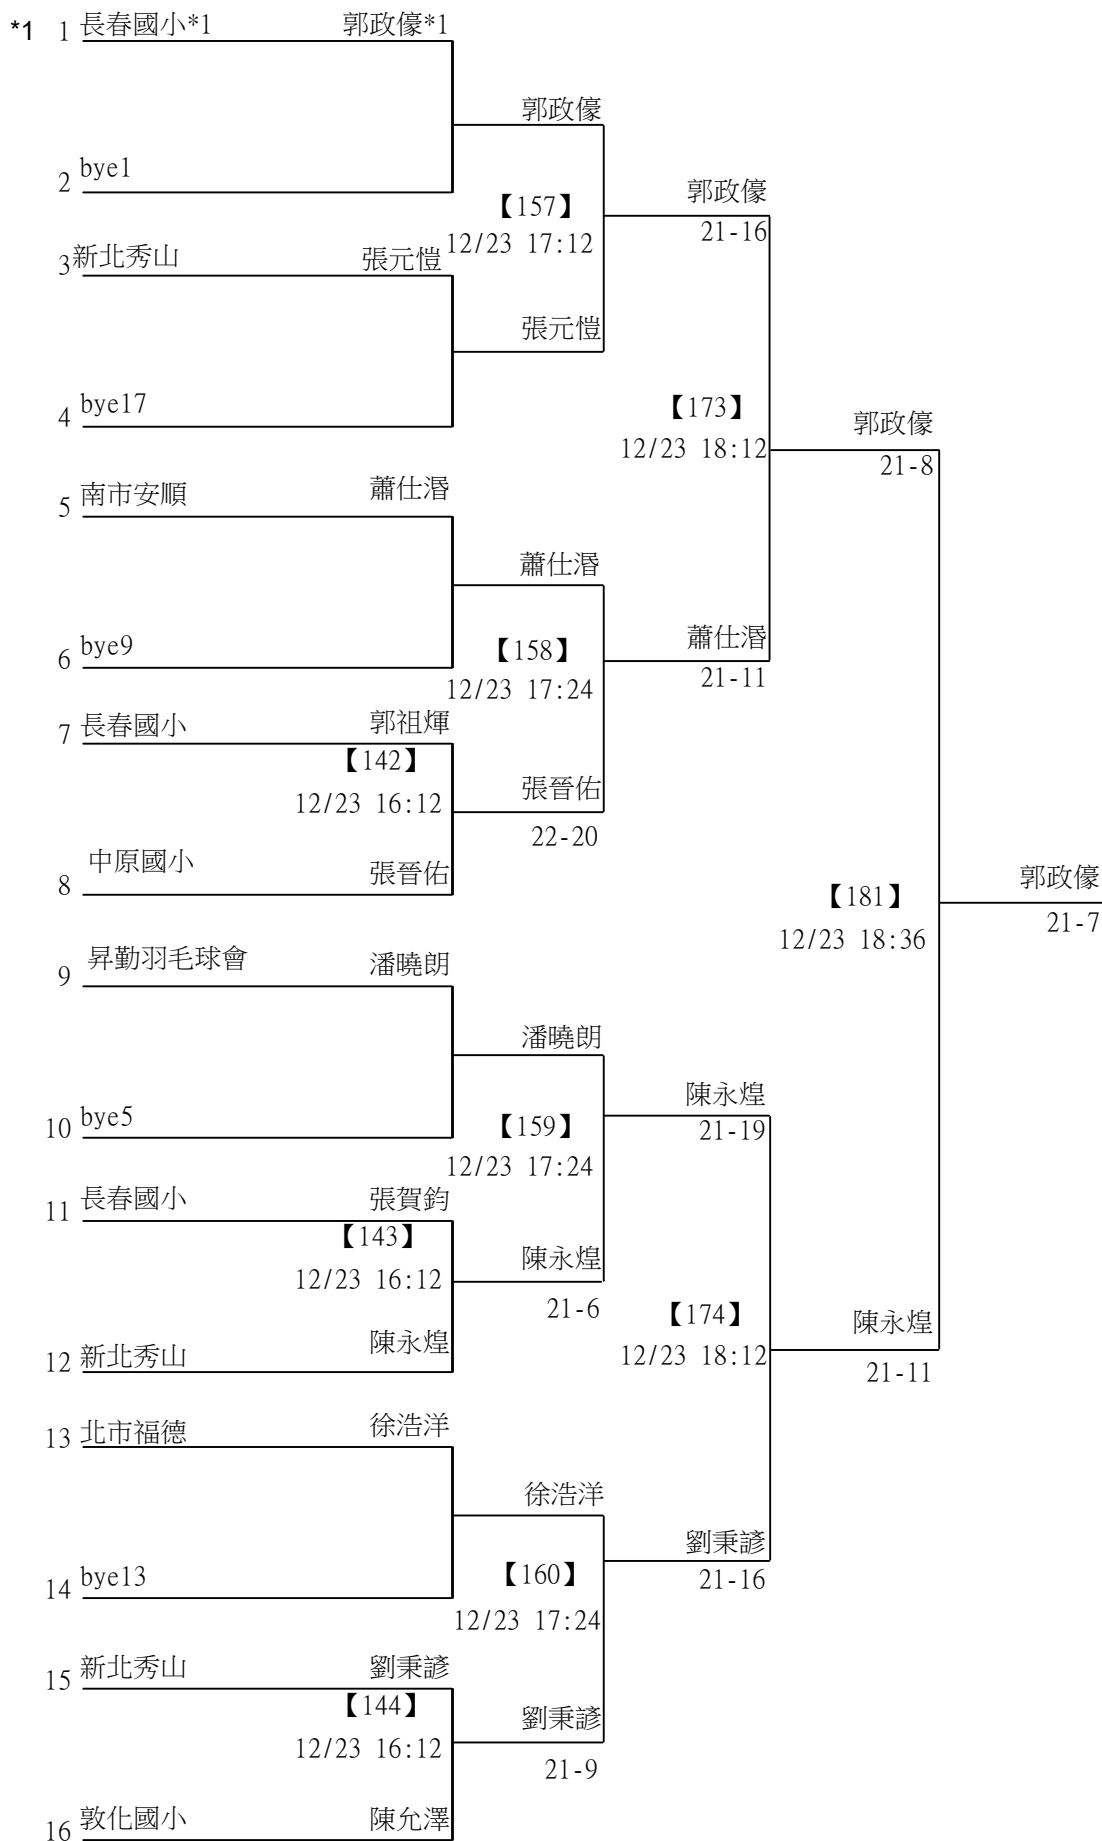 *1 1 長春國小*1 郭政儫*1
郭政儫
2 bye1
郭政儫
【157】
21-16
12/23 17:12
3 新北秀山 張元愷
張元愷
4 bye17
【173】
郭政儫
12/23 18:12
21-8
5 南市安順 蕭仕湣
蕭仕湣
6 bye9
【158】
蕭仕湣
12/23 17:24
21-11
7 長春國小 郭祖煇
【142】
12/23 16:12
張晉佑
22-20
8 中原國小 張晉佑
【181】
郭政儫
12/23 18:36
21-7
9 昇勤羽毛球會 潘曉朗
潘曉朗
10 bye5
【159】
陳永煌
21-19
12/23 17:24
11 長春國小 張賀鈞
【143】
12/23 16:12
陳永煌
21-6
【174】
陳永煌
12/23 18:12
21-11
12 新北秀山 陳永煌
13 北市福德 徐浩洋
徐浩洋
14 bye13
【160】
劉秉諺
21-16
12/23 17:24
15 新北秀山 劉秉諺
【144】
12/23 16:12
劉秉諺
21-9
16 敦化國小 陳允澤